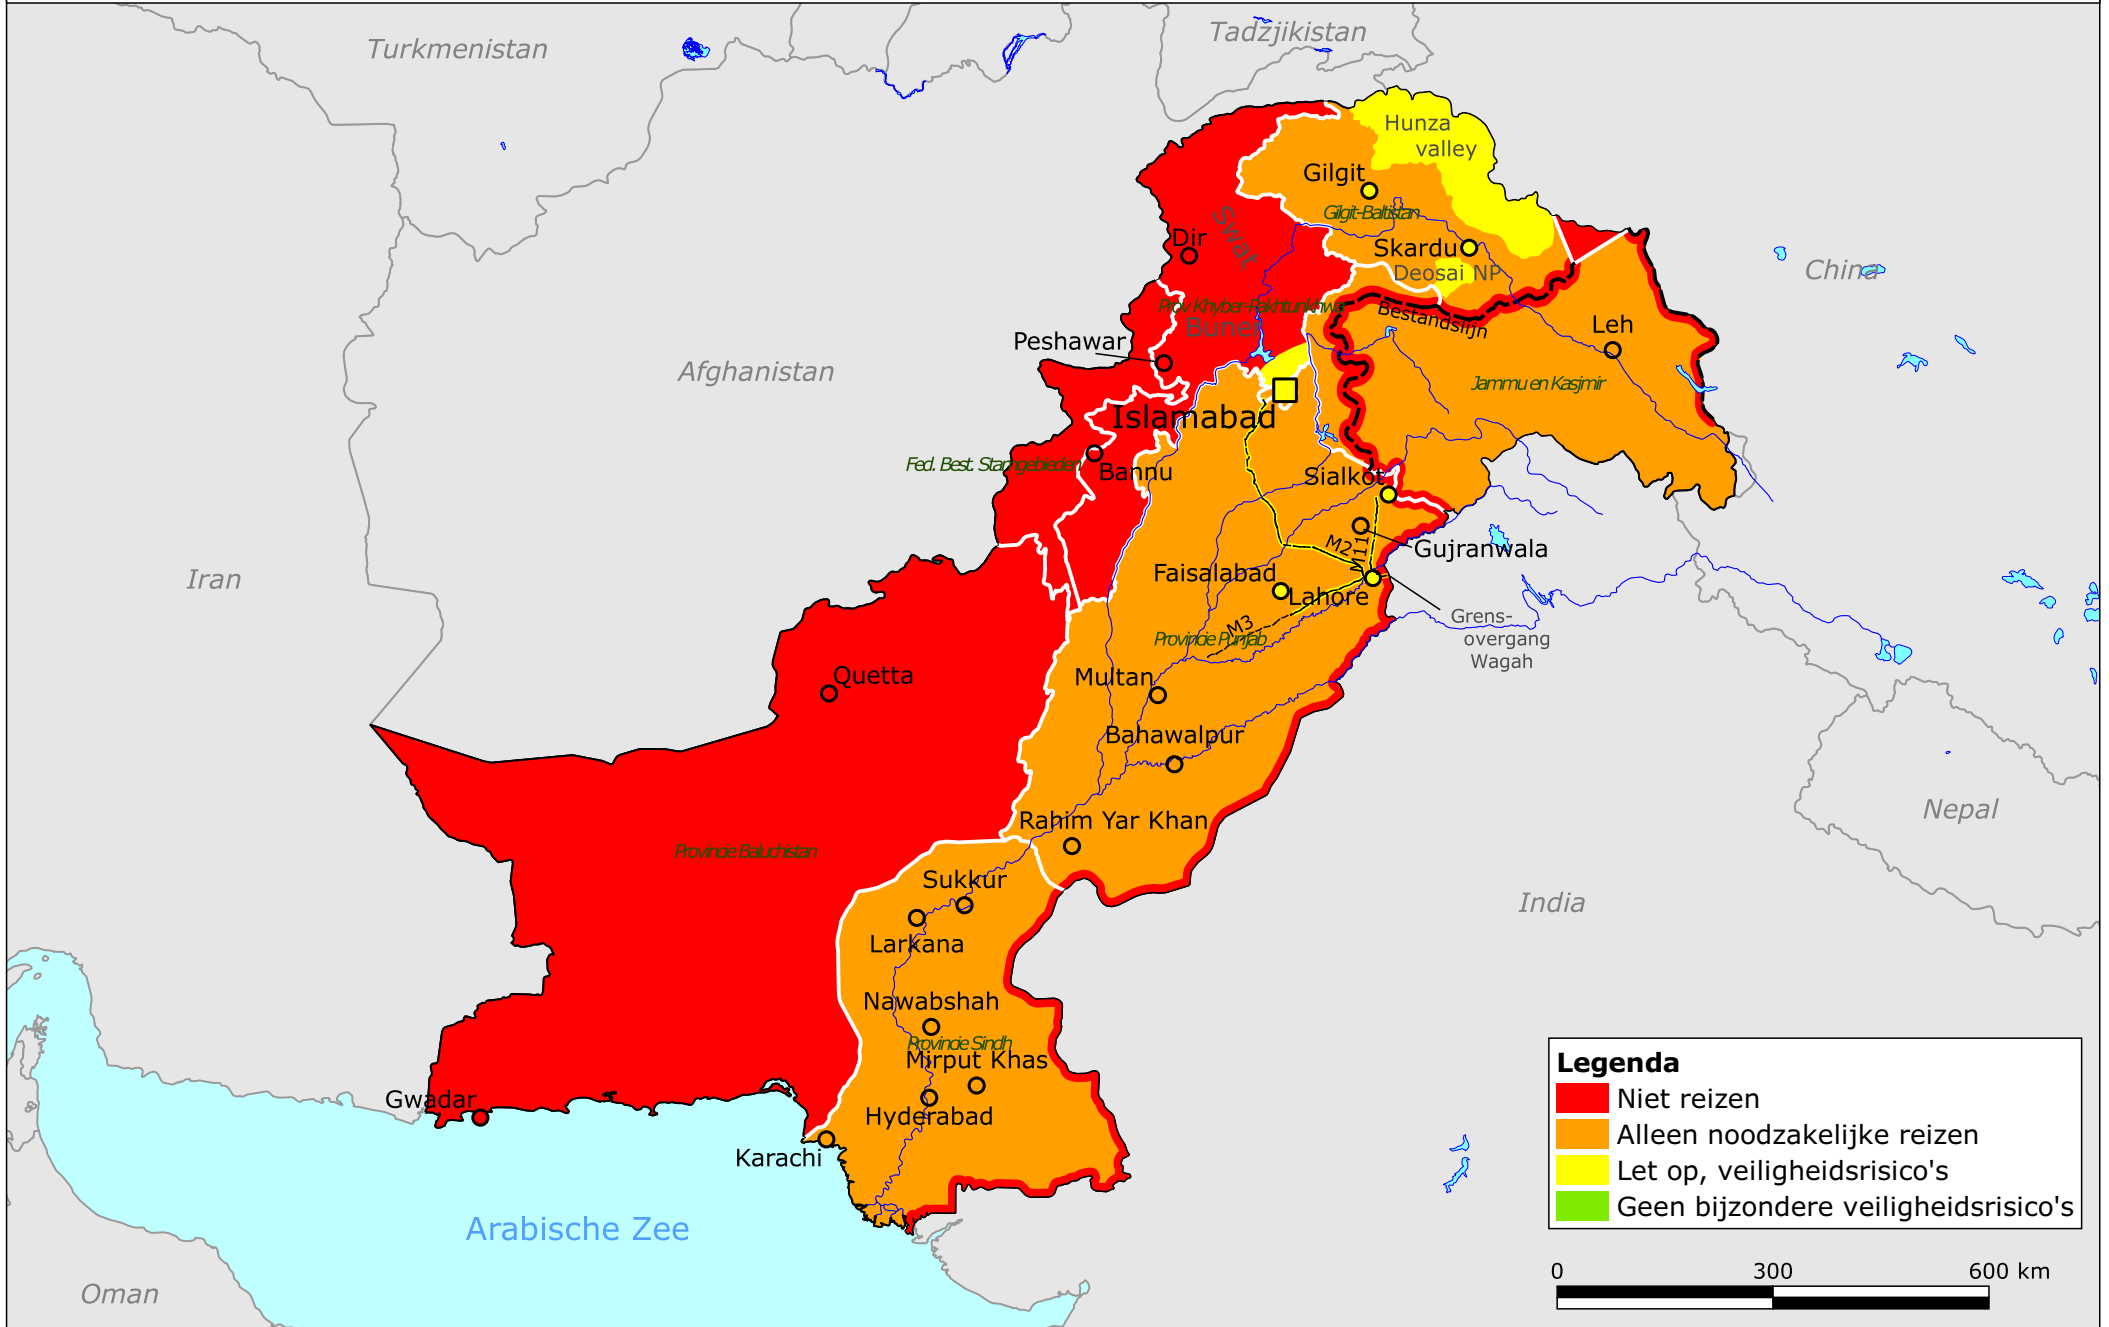 Turkmenistan
Tadzjikistan
Hunza
valley
Gilgit
Gilgit-Baltistan
Swat
Dir
Skardu
Deosai NP
China
Prov Khyber-Pakhtunkhwa
Bestandslijn
Buner
Leh
Peshawar
Afghanistan
Jammu en Kasjmir
Islamabad
Fed. Best. Stamgebieden
Bannu
Sialkot
M2
M11
Gujranwala
Iran
Faisalabad
Lahore
Grens-
overgang
Wagah
M3
Provincie Punjab
Quetta
Multan
Bahawalpur
Nepal
Rahim Yar Khan
Provincie Baluchistan
Sukkur
India
Larkana
Nawabshah
Provincie Sindh
Mirput Khas
Gwadar
Hyderabad
Karachi
Arabische Zee
Oman
Legenda
Niet reizen
Alleen noodzakelijke reizen
Let op, veiligheidsrisico's
Geen bijzondere veiligheidsrisico's
0 300 600 km